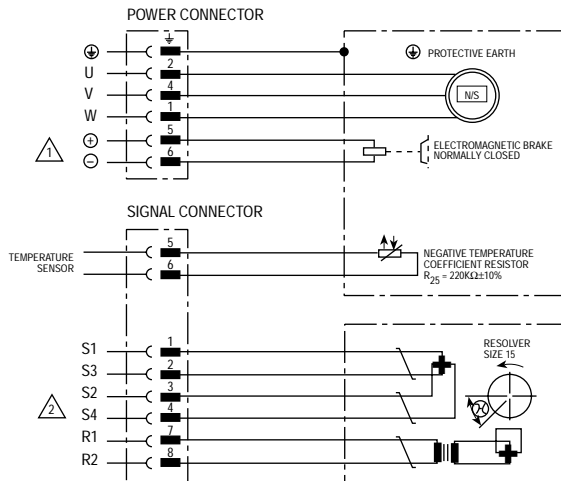 POWER CONNECTOR
PROTECTIVE EARTH
U 2
V 4
N/S
W 1
5
1
6
ELECTROMAGNETIC BRAKE
NORMALLY CLOSED
SIGNAL CONNECTOR
TEMPERATURE
SENSOR
5
6
NEGATIVE TEMPERATURE
COEFFICIENT RESISTOR
R25 = 220KΩ±10%
S1 1
S3 2
S2 3
2
S4 4
R1 7
R2 8
RESOLVER
SIZE 15